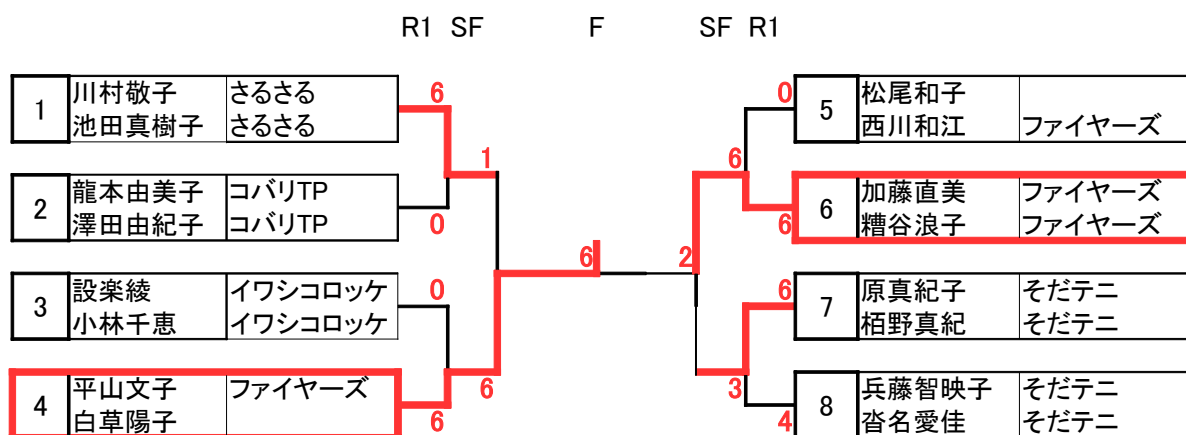 R1 SF F SF R1
1 川村敬子 さるさる 6
池田真樹子 さるさる
1
2 龍本由美子 コバリTP
澤田由紀子 コバリTP 0
3 設楽綾 イワシコロッケ 0
小林千恵 イワシコロッケ
6
4 平山文子 ファイヤーズ
白草陽子 6
6 2
0 5 松尾和子
西川和江 ファイヤーズ
6
6 加藤直美 ファイヤーズ
6 糟谷浪子 ファイヤーズ
6 7 原真紀子 そだテニ
栢野真紀 そだテニ
3
8 兵藤智映子 そだテニ
4 沓名愛佳 そだテニ